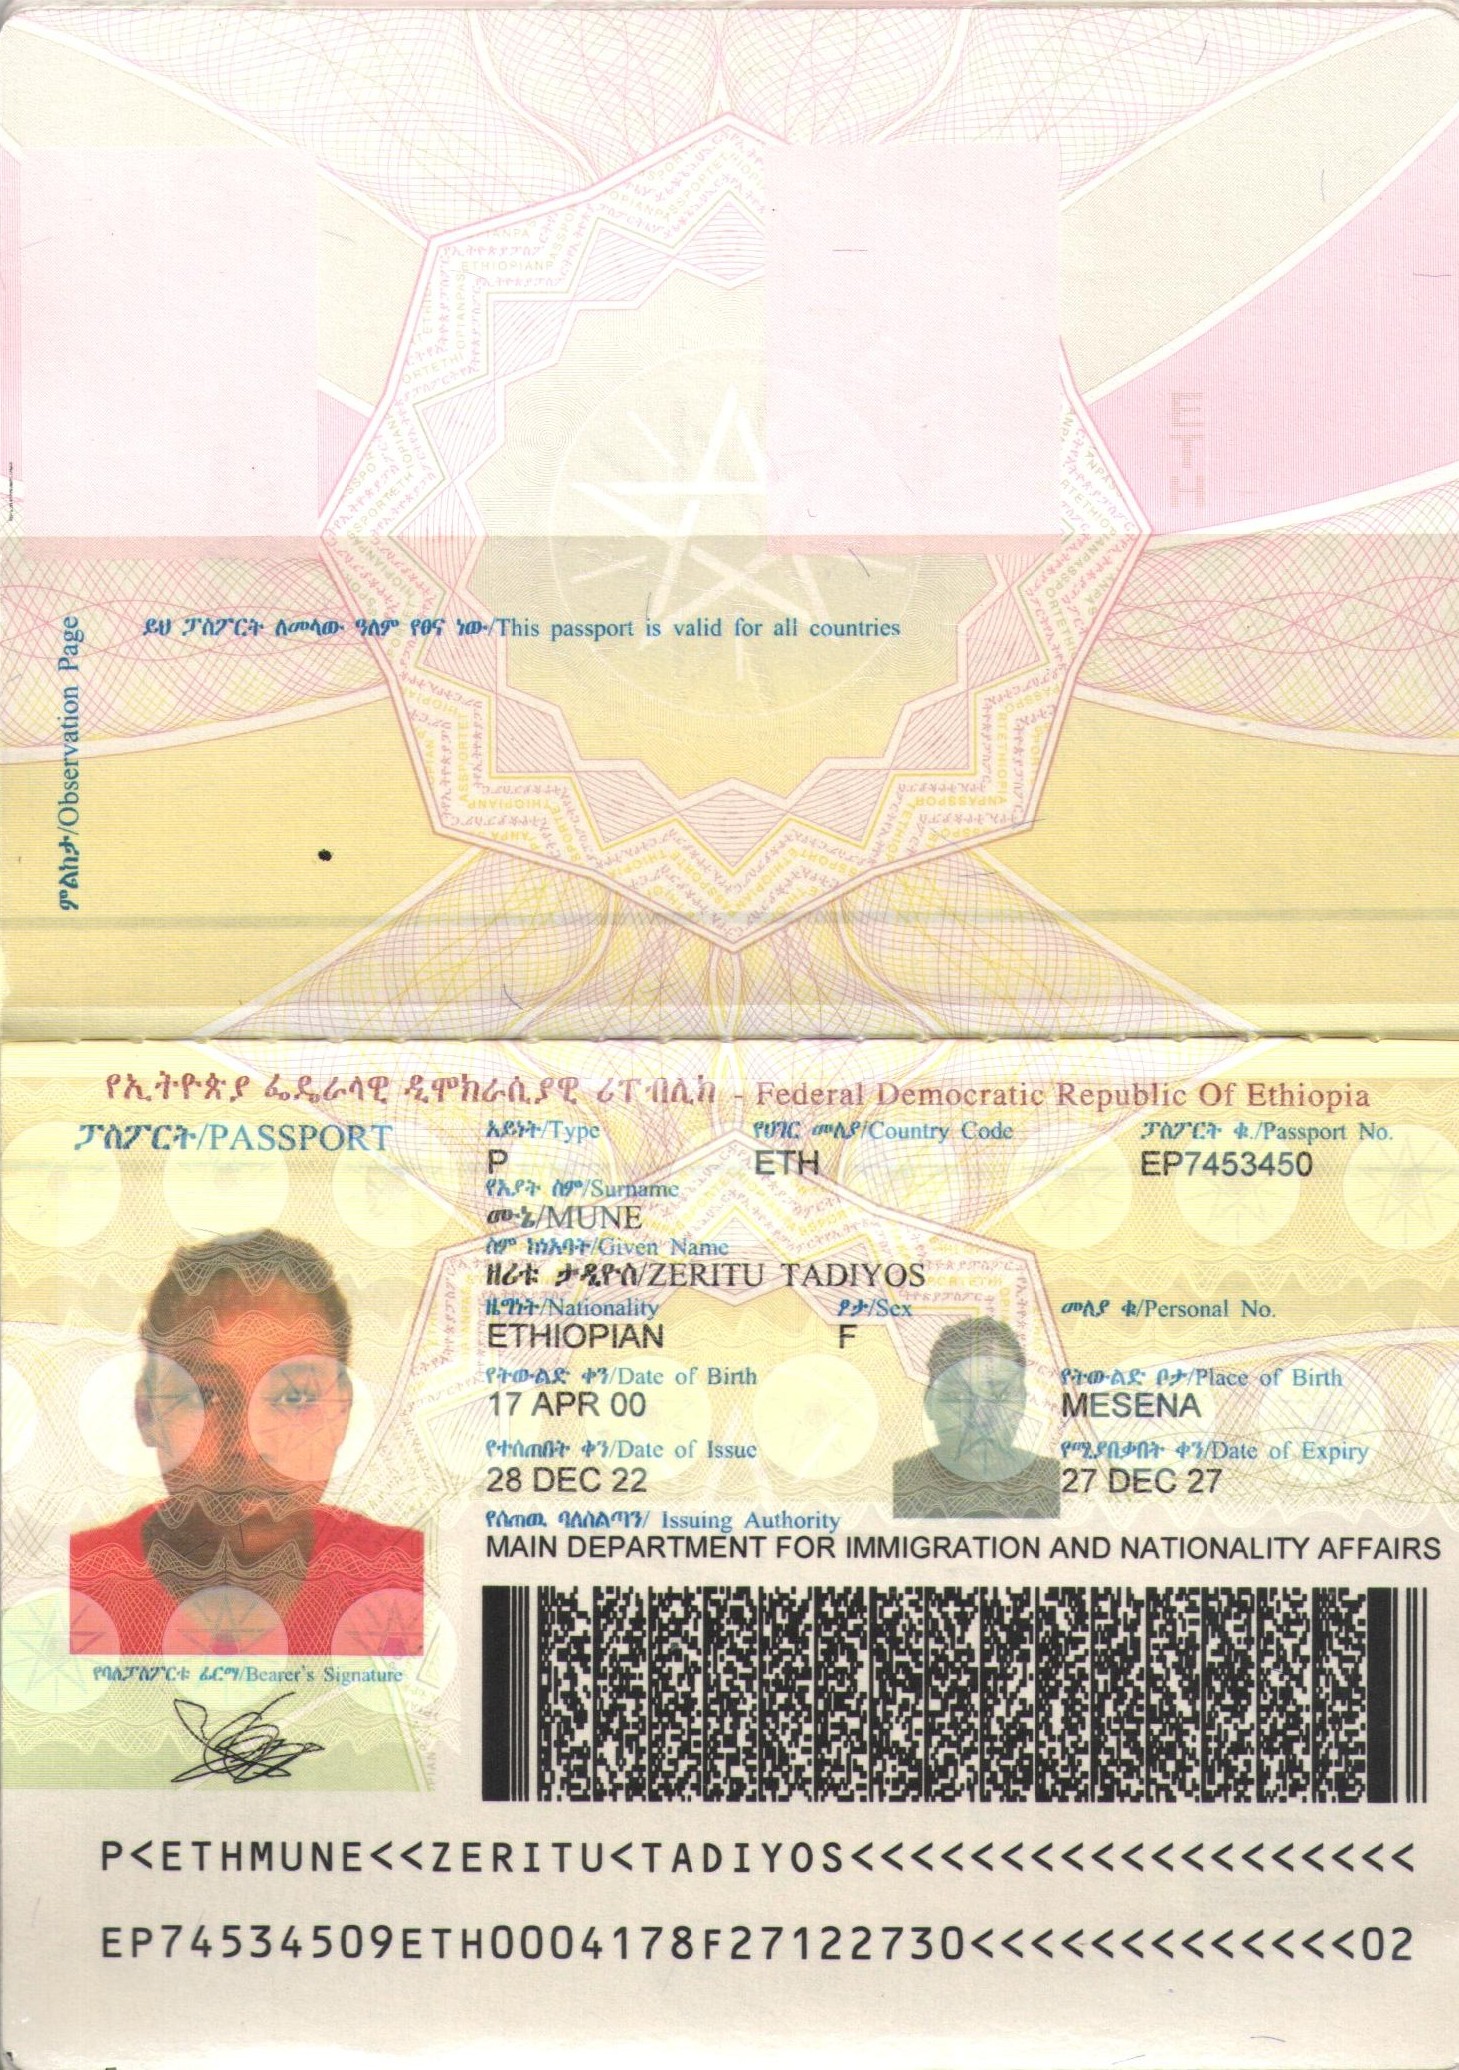 ምልከታ/Observation Page
ይህ ፓስፖርት ለመላው ዓለም የፀና ነው/This passport is valid for all countries
ETH
የኢትዮጵያ ፌዴራላዊ ዲሞክራሲያዊ ሪፐብሊክ - Federal Democratic Republic Of Ethiopia
ፓስፖርት/PASSPORT
አይነት/Type
የሀገር መለያ/Country Code
ፓስፖርት ቁ./Passport No.
P
ETH
EP7453450
የአያት ስም/Surname
ሙኔ/MUNE
ስም ከነአባት/Given Name
ዘሪቱ ታዲዮስ/ZERITU TADIYOS
ዜግነት/Nationality
ፆታ/Sex
መለያ ቁ/Personal No.
ETHIOPIAN
F
የትውልድ ቀን/Date of Birth
የትውልድ ቦታ/Place of Birth
17 APR 00
MESENA
የተሰጠበት ቀን/Date of Issue
የሚያበቃበት ቀን/Date of Expiry
28 DEC 22
27 DEC 27
የሰጠዉ ባለስልጣን/ Issuing Authority
MAIN DEPARTMENT FOR IMMIGRATION AND NATIONALITY AFFAIRS
የባለፓስፖርቱ ፊርማ/Bearer's Signature
P<ETHMUNE<<ZERITU<TADIYOS<<<<<<<<<<<<<<<<<<<
EP74534509ETH0004178F27122730<<<<<<<<<<<<<02